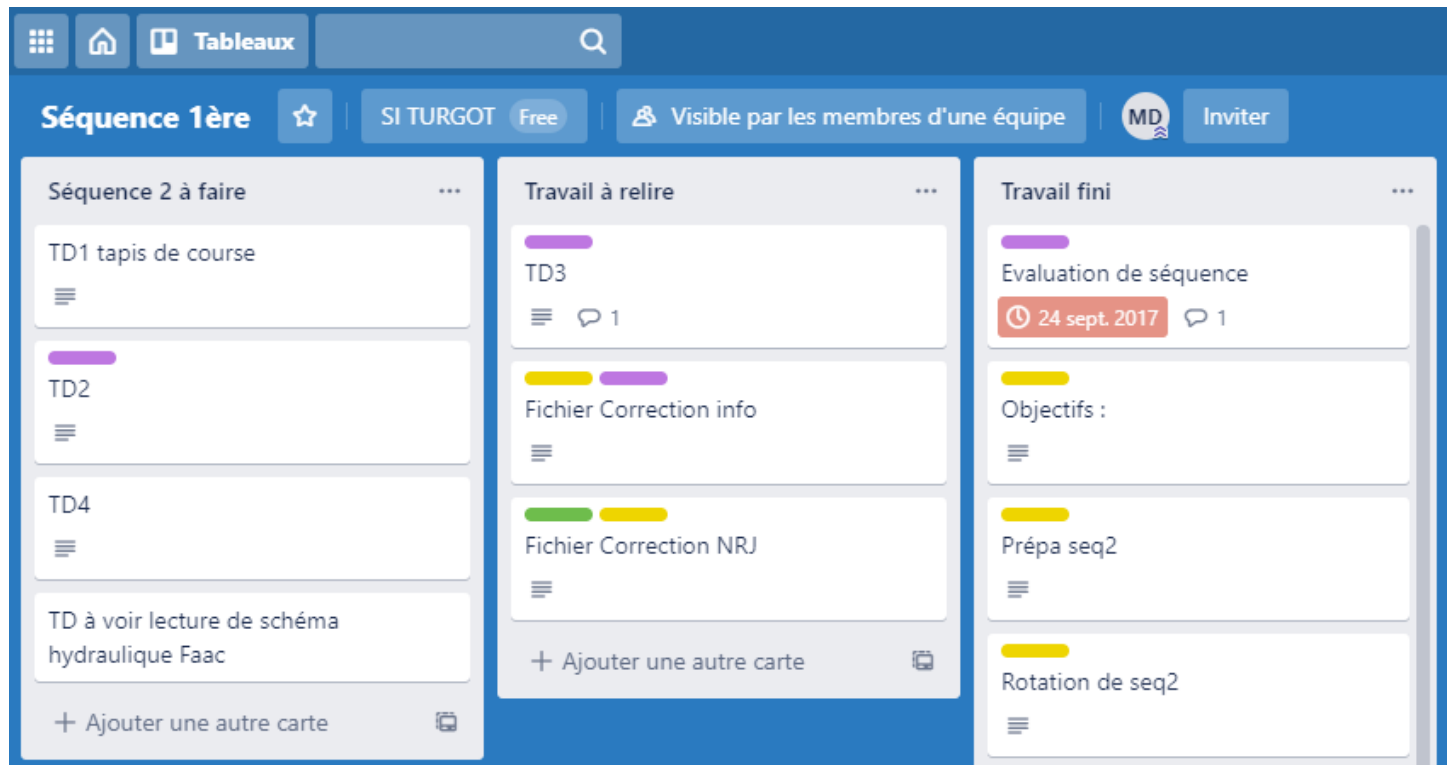 Tableaux
Séquence 1ère
SI TURGOT Free
Visible par les membres d'une équipe
MD
Inviter
Séquence 2 à faire
TD1 tapis de course
TD2
TD4
TD à voir lecture de schéma
hydraulique Faac
+ Ajouter une autre carte
Travail à relire
TD3
1
Fichier Correction info
Fichier Correction NRJ
+ Ajouter une autre carte
Travail fini
Evaluation de séquence
24 sept. 2017 1
Objectifs :
Prépa seq2
Rotation de seq2